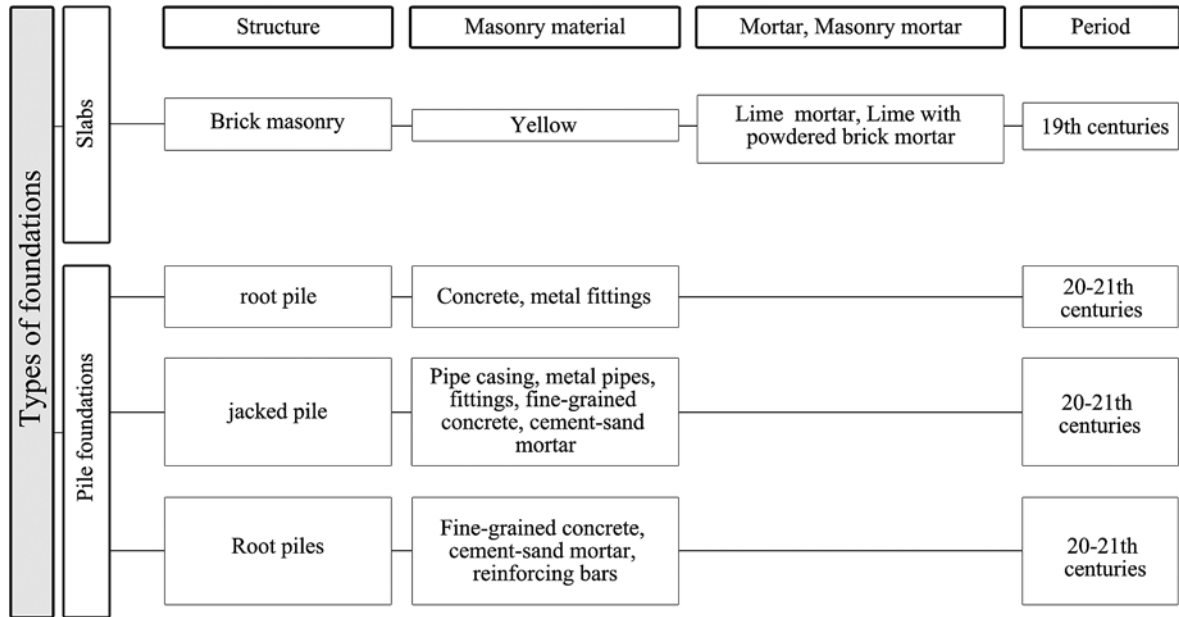 Types of foundations
Structure
Masonry material
Mortar, Masonry mortar
Period
Slabs
Brick masonry
Yellow
Lime mortar, Lime with
powdered brick mortar
19th centuries
Pile foundations
root pile
Concrete, metal fittings
20-21th
centuries
jacked pile
Pipe casing, metal pipes,
fittings, fine-grained
concrete, cement-sand
mortar
20-21th
centuries
Root piles
Fine-grained concrete,
cement-sand mortar,
reinforcing bars
20-21th
centuries